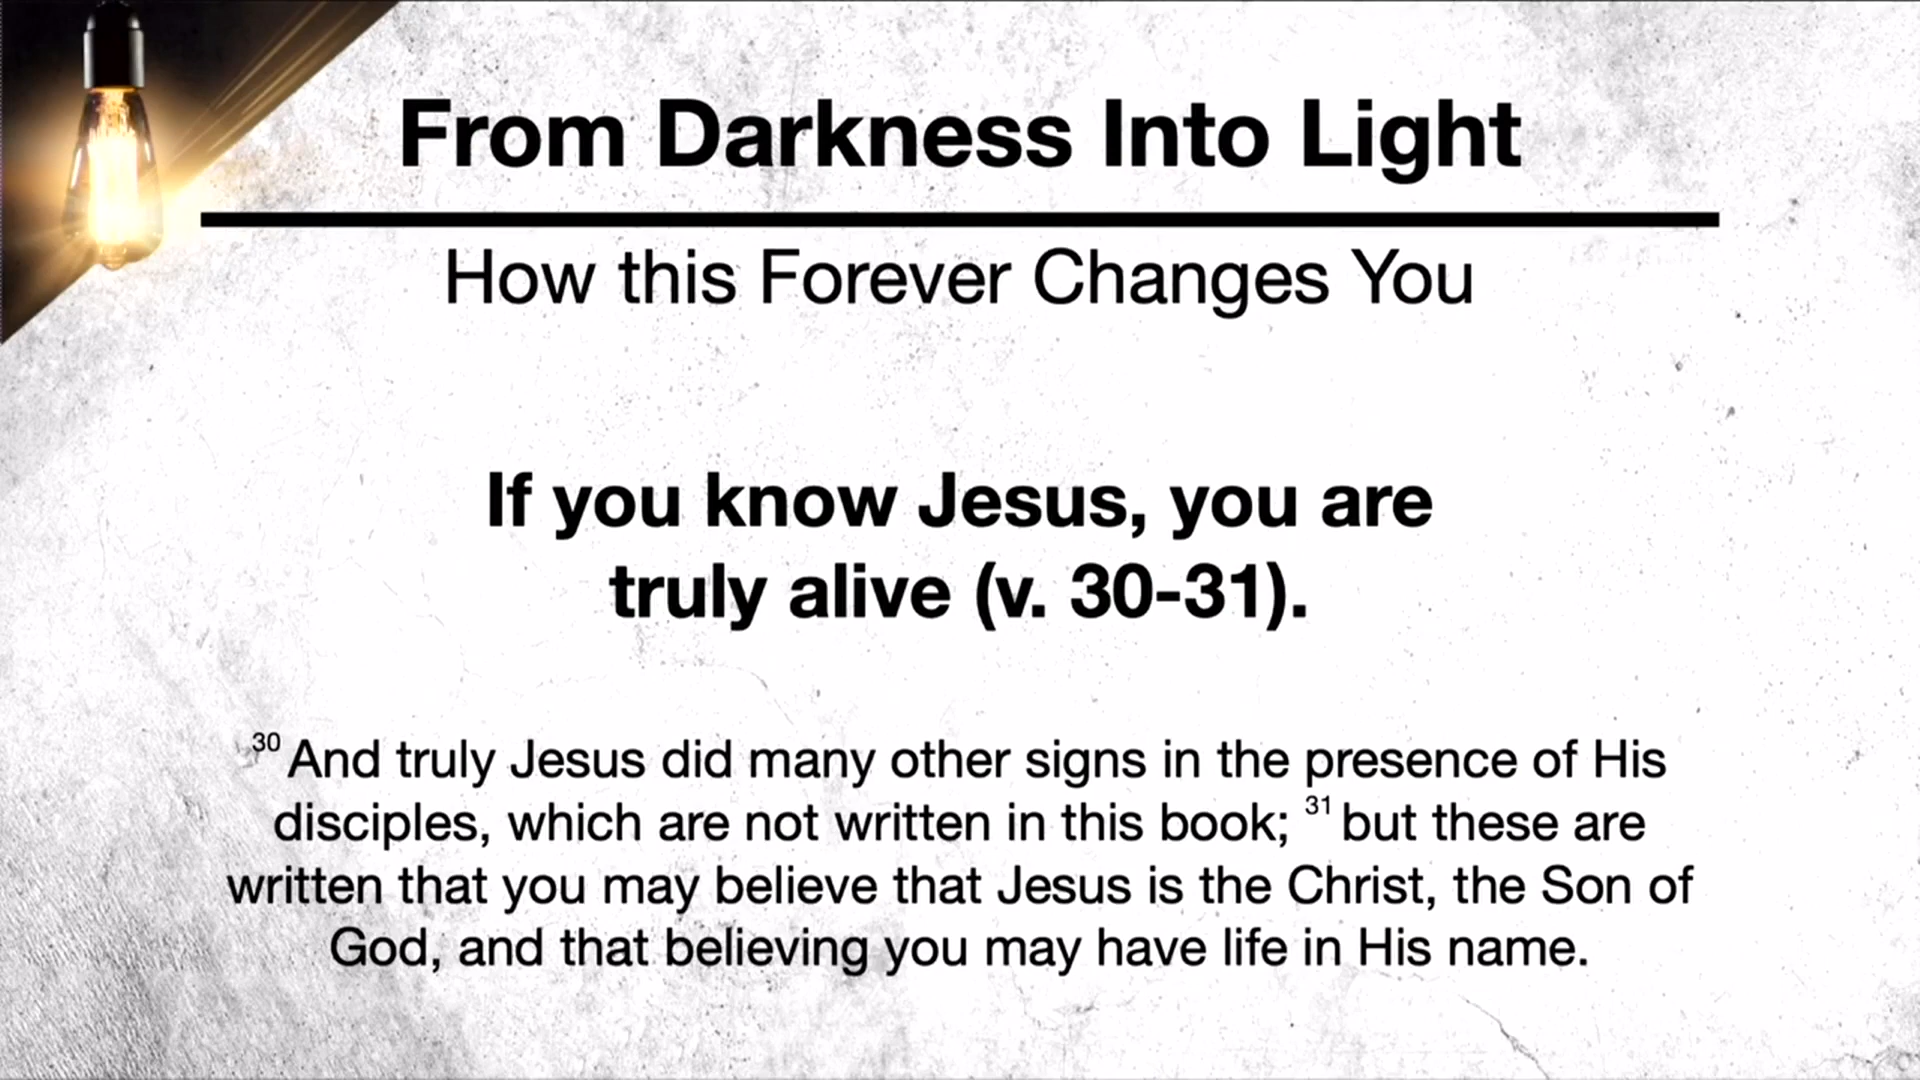 From Darkness Into Light
How this Forever Changes You
If you know Jesus, you are
truly alive (v. 30-31).
30 And truly Jesus did many other signs in the presence of His
disciples, which are not written in this book; 31 but these are
written that you may believe that Jesus is the Christ, the Son of
God, and that believing you may have life in His name.